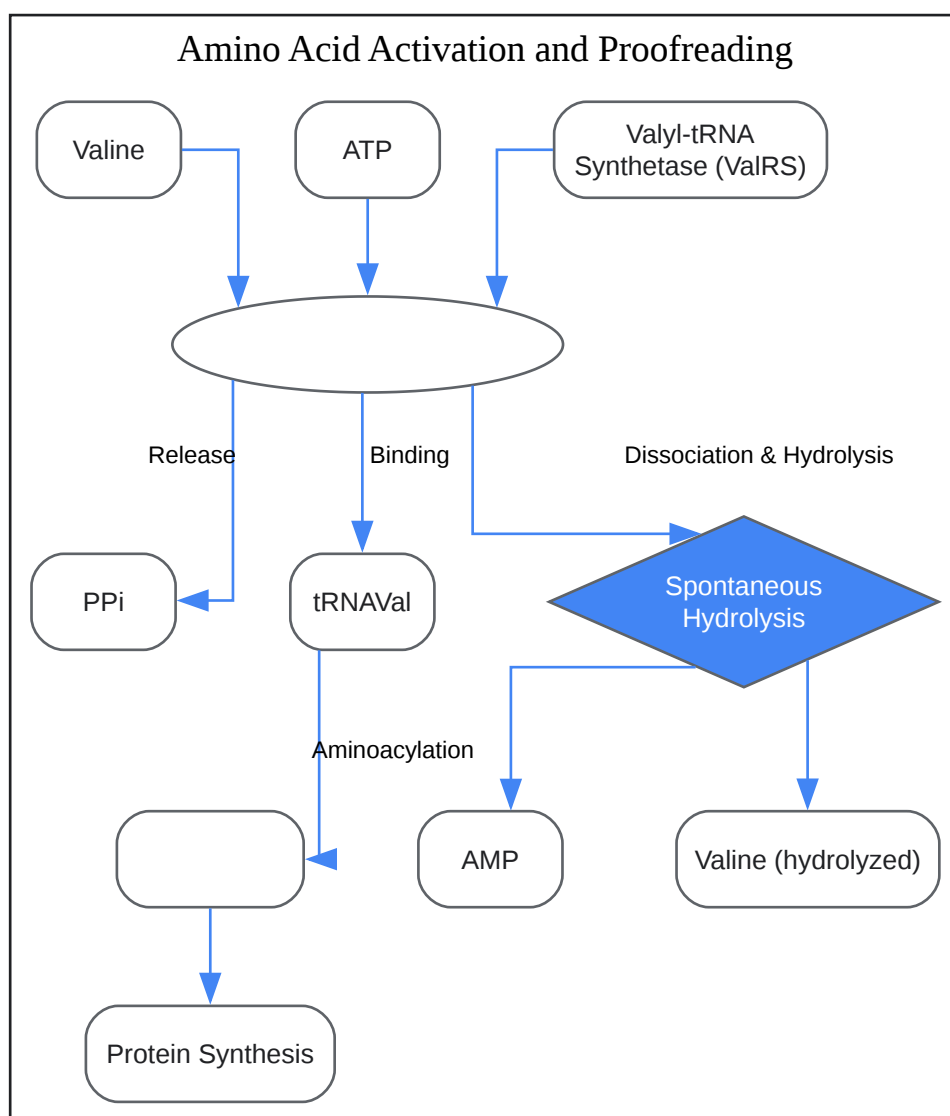 Amino Acid Activation and Proofreading
Valine
ATP
Valyl-tRNA
Synthetase (ValRS)
Release
Binding
Dissociation & Hydrolysis
PPi
tRNAVal
Spontaneous
Hydrolysis
Aminoacylation
AMP
Valine (hydrolyzed)
Protein Synthesis